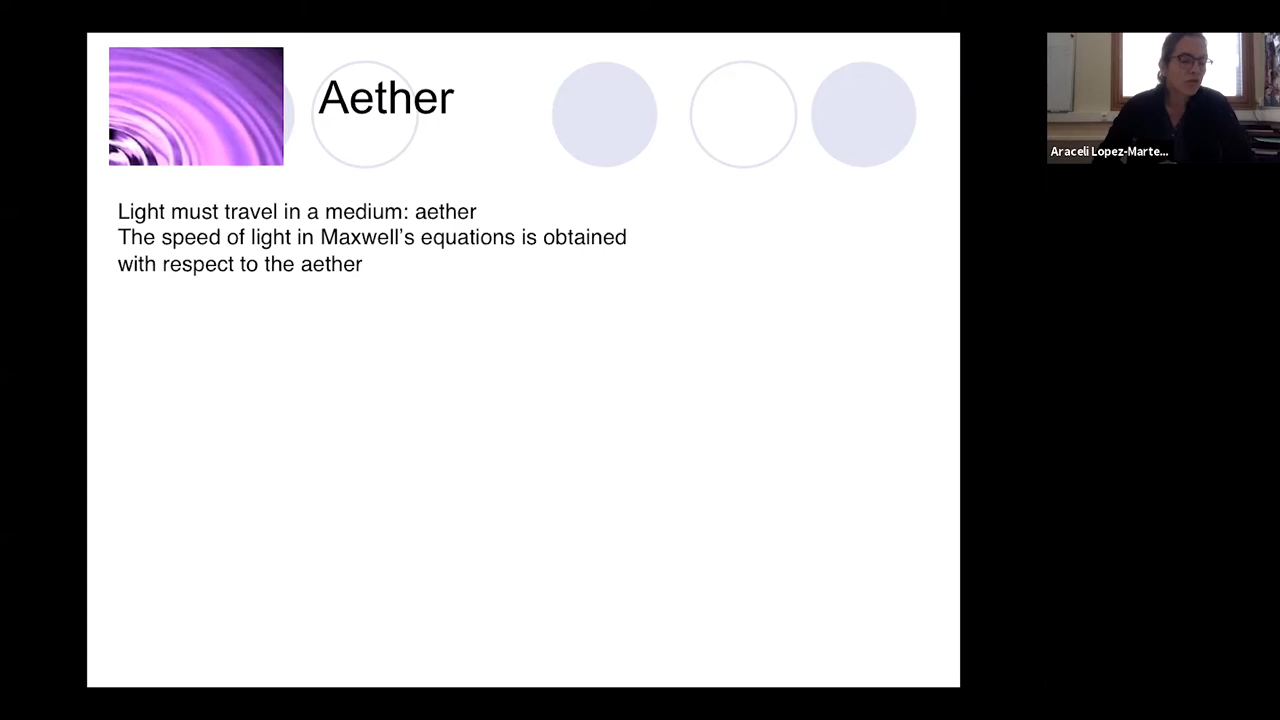 Aether
Light must travel in a medium: aether
The speed of light in Maxwell's equations is obtained
with respect to the aether
Araceli Lopez-Marte...